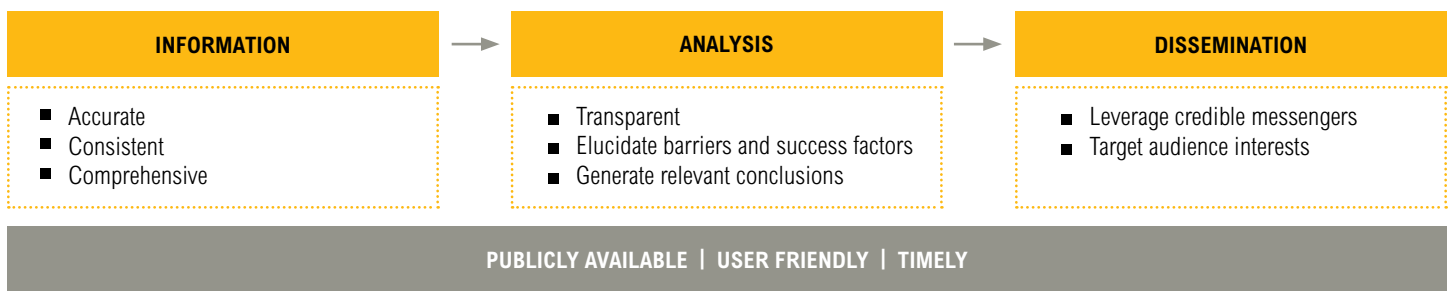 INFORMATION
Accurate
Consistent
Comprehensive
ANALYSIS
Transparent
Elucidate barriers and success factors
Generate relevant conclusions
DISSEMINATION
Leverage credible messengers
Target audience interests
PUBLICLY AVAILABLE | USER FRIENDLY | TIMELY